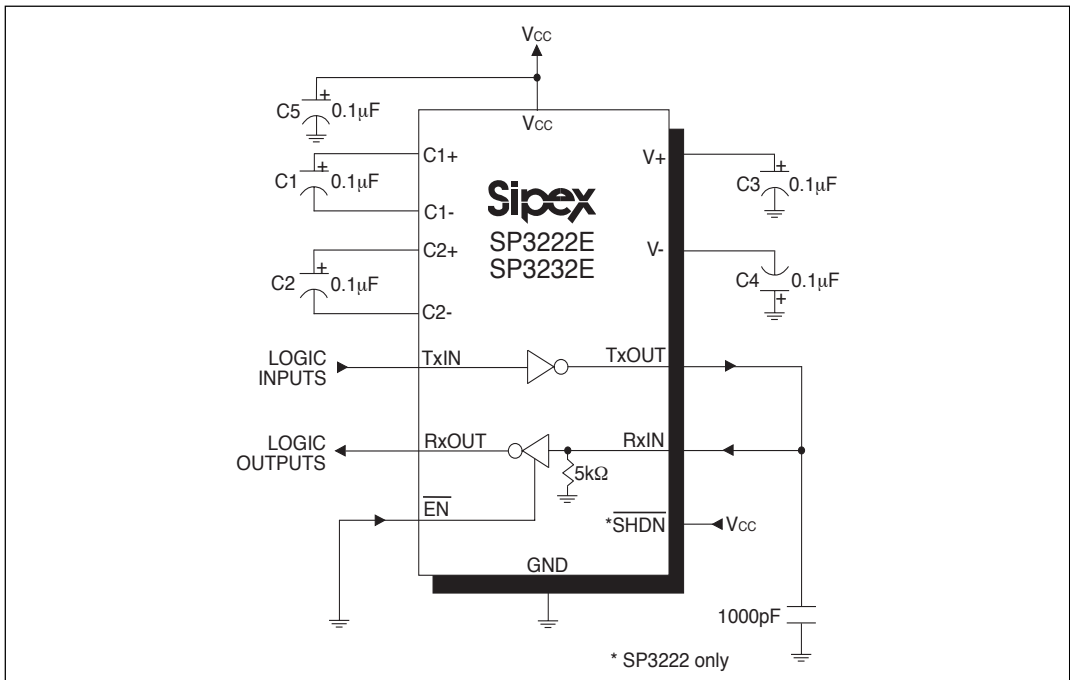 VCC
C5
+
0.1μF
VCC
C1+
C1
+
0.1μF
C1-
C2+
C2
+
0.1μF
C2-
Sipex
SP3222E
SP3232E
V+
C3
+
0.1μF
V-
C4
0.1μF
+
LOGIC
INPUTS
TxIN
TxOUT
LOGIC
OUTPUTS
RxOUT
RxIN
5kΩ
EN
*SHDN
VCC
GND
1000pF
* SP3222 only